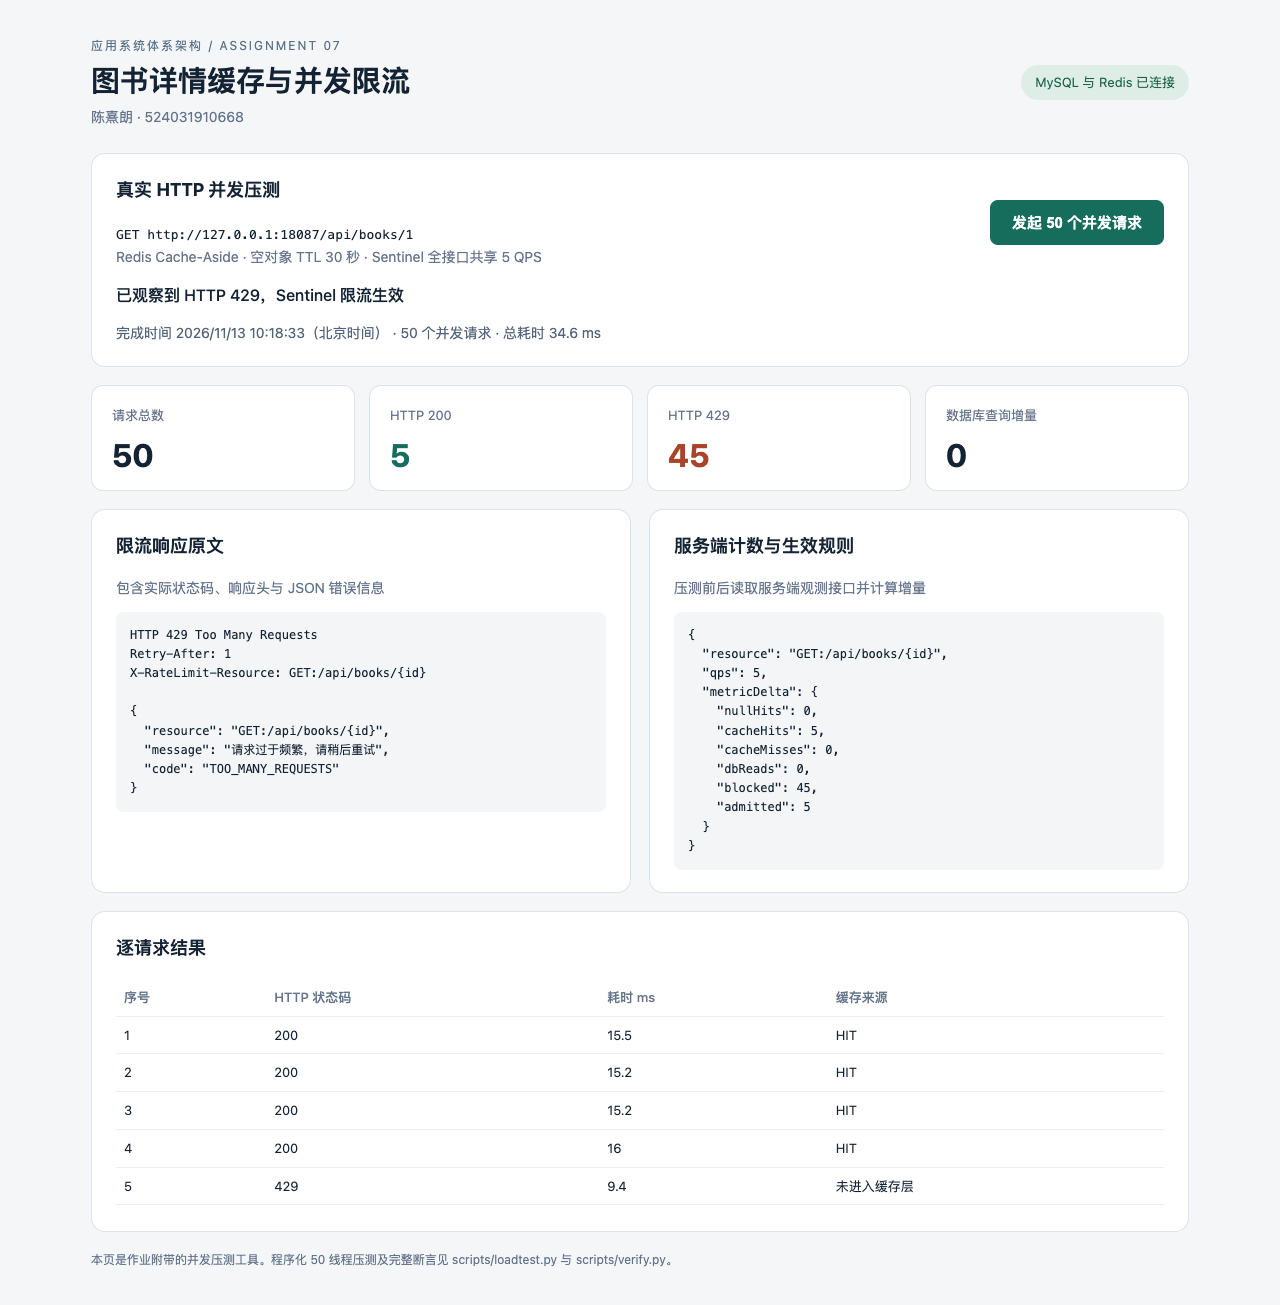 应用系统体系架构 / ASSIGNMENT 07
图书详情缓存与并发限流
陈熹朗 · 524031910668
MySQL 与 Redis 已连接
真实 HTTP 并发压测
GET http://127.0.0.1:18087/api/books/1
Redis Cache-Aside · 空对象 TTL 30 秒 · Sentinel 全接口共享 5 QPS
已观察到 HTTP 429，Sentinel 限流生效
完成时间 2026/11/13 10:18:33（北京时间） · 50 个并发请求 · 总耗时 34.6 ms
发起 50 个并发请求
请求总数
50
HTTP 200
5
HTTP 429
45
数据库查询增量
0
限流响应原文
包含实际状态码、响应头与 JSON 错误信息
HTTP 429 Too Many Requests
Retry-After: 1
X-RateLimit-Resource: GET:/api/books/{id}
{
"resource": "GET:/api/books/{id}",
"message": "请求过于频繁，请稍后重试",
"code": "TOO_MANY_REQUESTS"
}
服务端计数与生效规则
压测前后读取服务端观测接口并计算增量
{
"resource": "GET:/api/books/{id}",
"qps": 5,
"metricDelta": {
"nullHits": 0,
"cacheHits": 5,
"cacheMisses": 0,
"dbReads": 0,
"blocked": 45,
"admitted": 5
}
}
逐请求结果
序号 HTTP 状态码 耗时 ms 缓存来源
1 200 15.5 HIT
2 200 15.2 HIT
3 200 15.2 HIT
4 200 16 HIT
5 429 9.4 未进入缓存层
本页是作业附带的并发压测工具。程序化 50 线程压测及完整断言见 scripts/loadtest.py 与 scripts/verify.py。